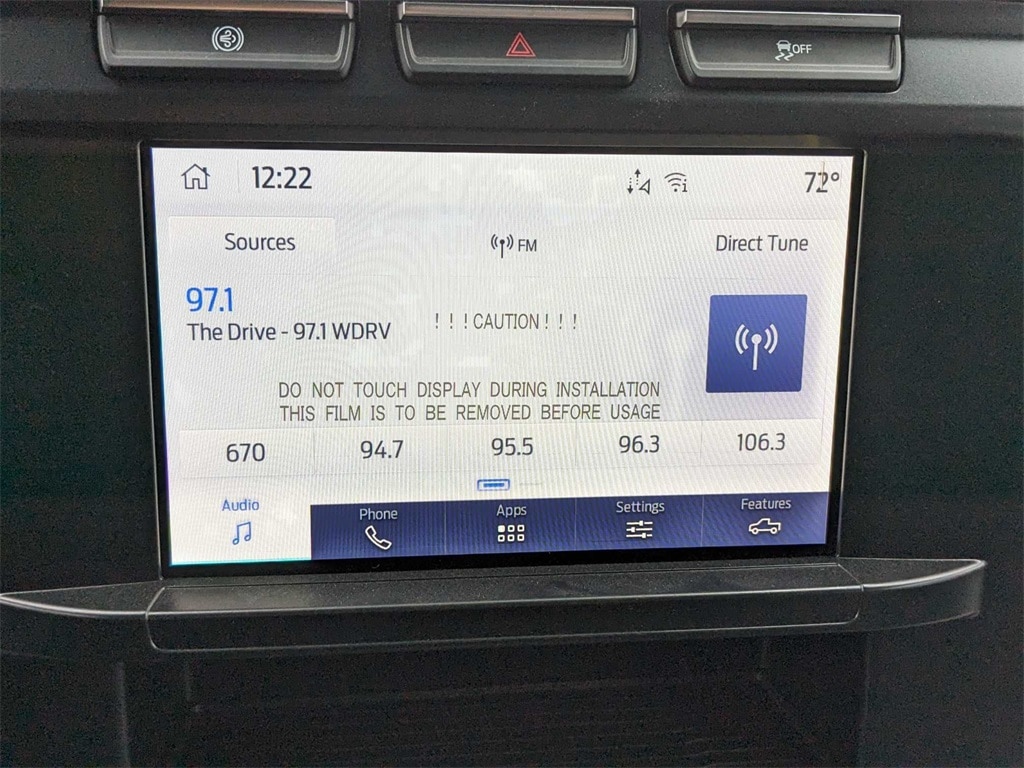 OFF
12:22
72°
Sources
FM
Direct Tune
97.1
The Drive - 97.1 WDRV
!!!CAUTION!!!
DO NOT TOUCH DISPLAY DURING INSTALLATION
THIS FILM IS TO BE REMOVED BEFORE USAGE
670 94.7 95.5 96.3 106.3
Audio Phone Apps Settings Features